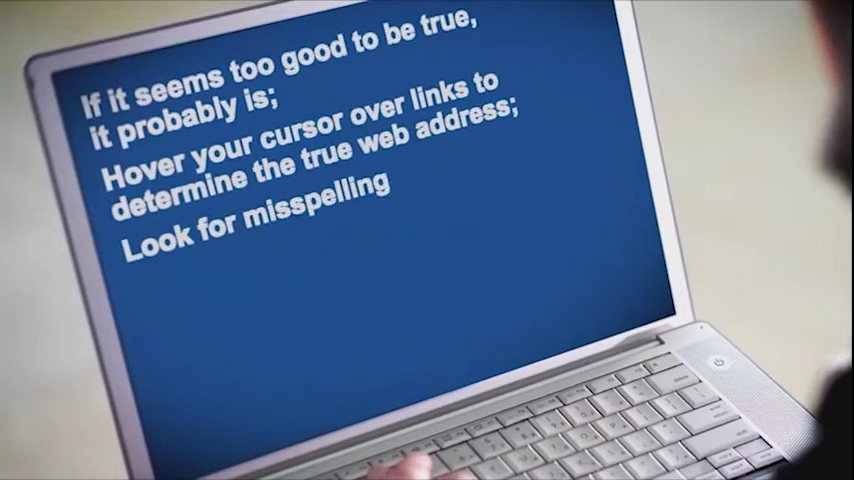 If it seems too good to be true,
it probably is;
Hover your cursor over links to
determine the true web address;
Look for misspelling